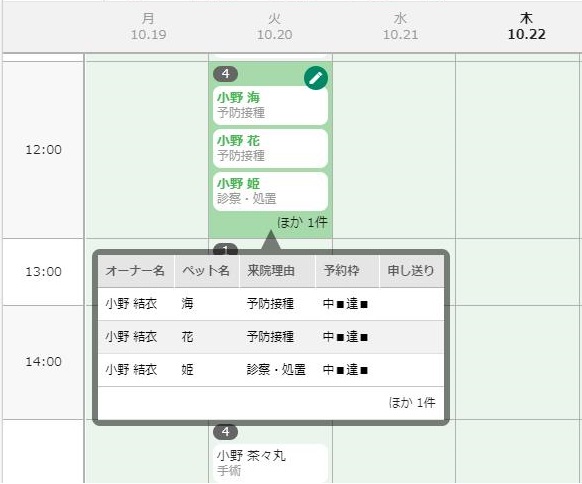 月 火 水 木
10.19 10.20 10.21 10.22
4
小野 海
予防接種
小野 花
予防接種
12:00
小野 姫
診察・処置
ほか 1件
1
13:00
オーナー名 ペット名 来院理由 予約枠 申し送り
小野 結衣 海 予防接種 中■達■
小野 結衣 花 予防接種 中■達■
14:00
小野 結衣 姫 診察・処置 中■達■
ほか 1件
4
小野 茶々丸
手術